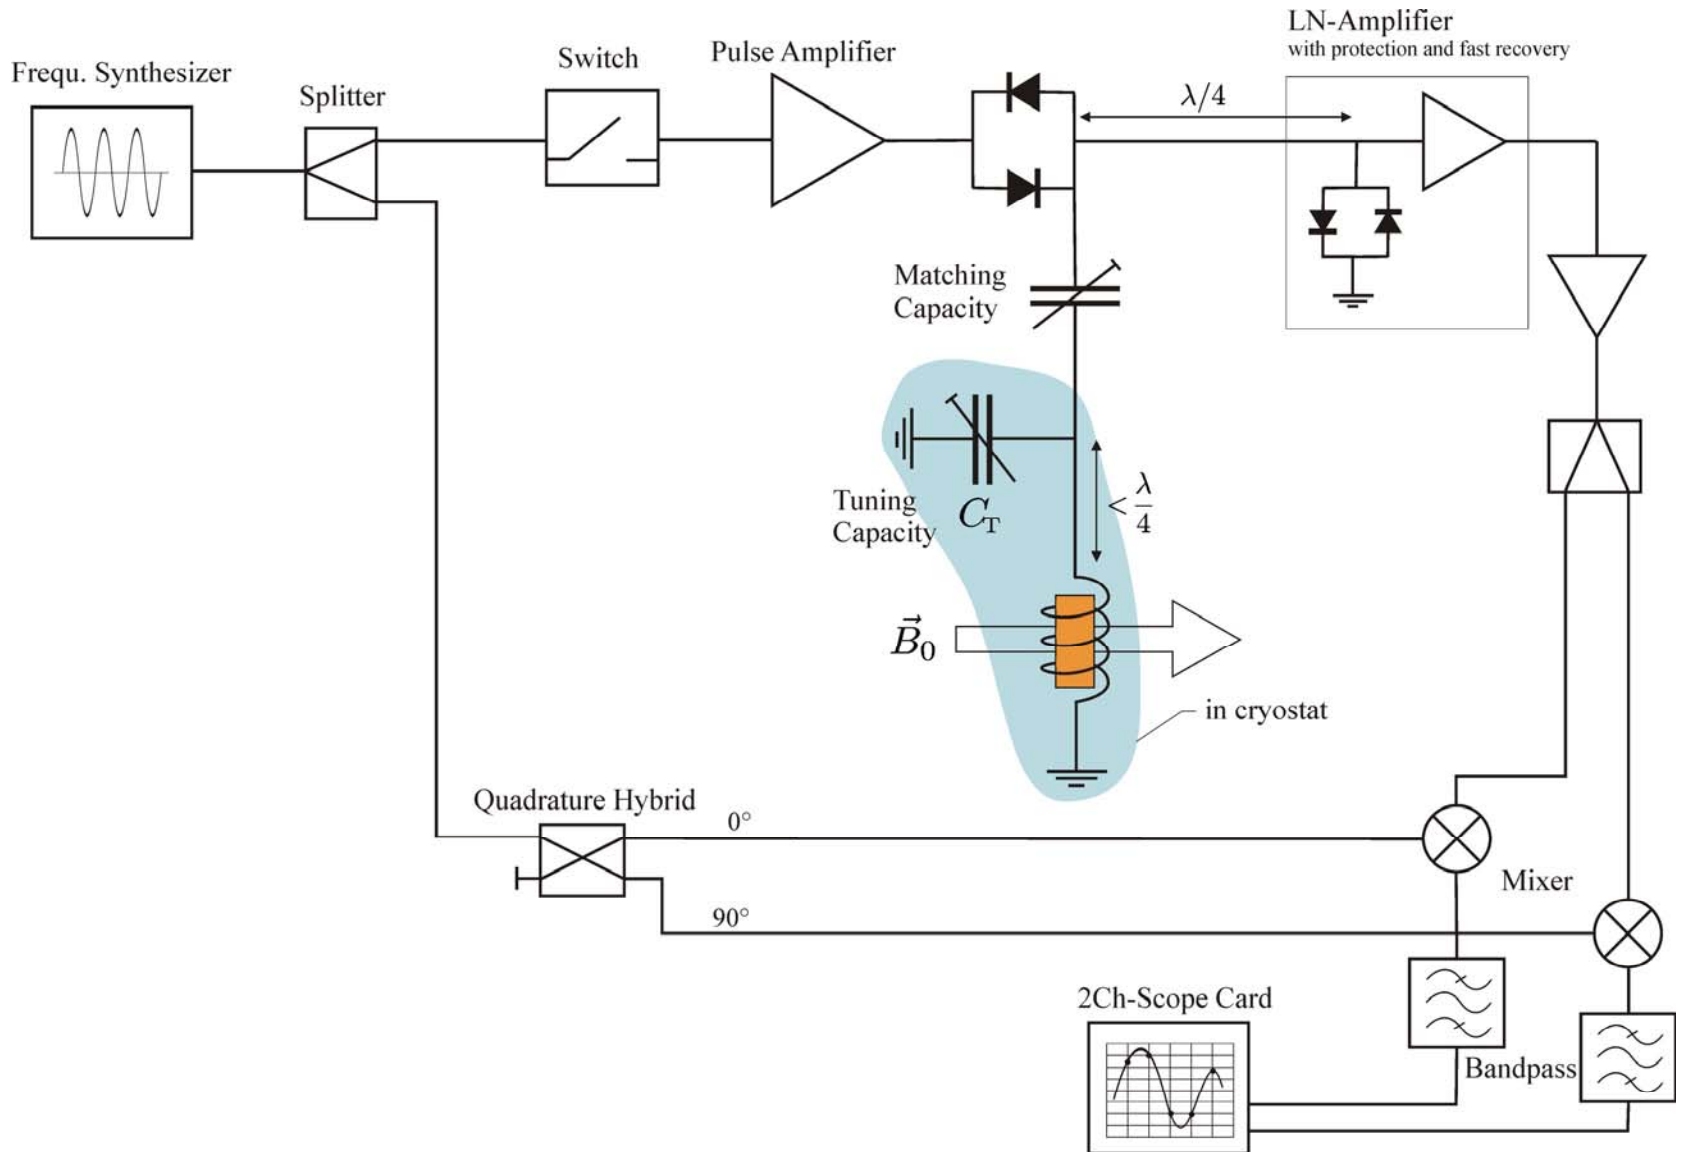 LN-Amplifier
with protection and fast recovery
Pulse Amplifier
Switch
Frequ. Synthesizer
Splitter
λ/4
Matching
Capacity
Tuning
Capacity
C_T
< λ/4
B⃗₀
in cryostat
Quadrature Hybrid
0°
90°
Mixer
2Ch-Scope Card
Bandpass